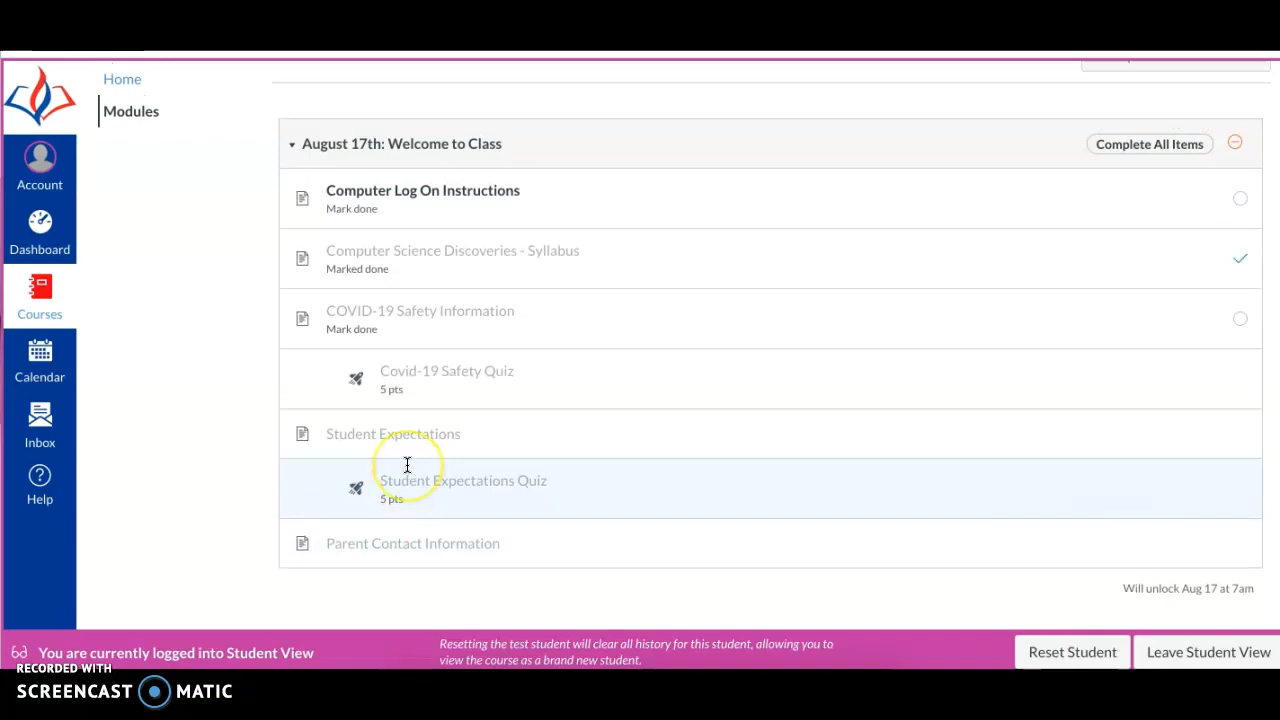 Home
Modules
Account
Dashboard
Courses
Calendar
Inbox
Help
August 17th: Welcome to Class
Complete All Items
Computer Log On Instructions
Mark done
Computer Science Discoveries - Syllabus
Marked done
COVID-19 Safety Information
Mark done
Covid-19 Safety Quiz
5 pts
Student Expectations
Student Expectations Quiz
5 pts
Parent Contact Information
Will unlock Aug 17 at 7am
You are currently logged into Student View
Resetting the test student will clear all history for this student, allowing you to
view the course as a brand new student.
Reset Student
Leave Student View
RECORDED WITH
SCREENCAST MATIC